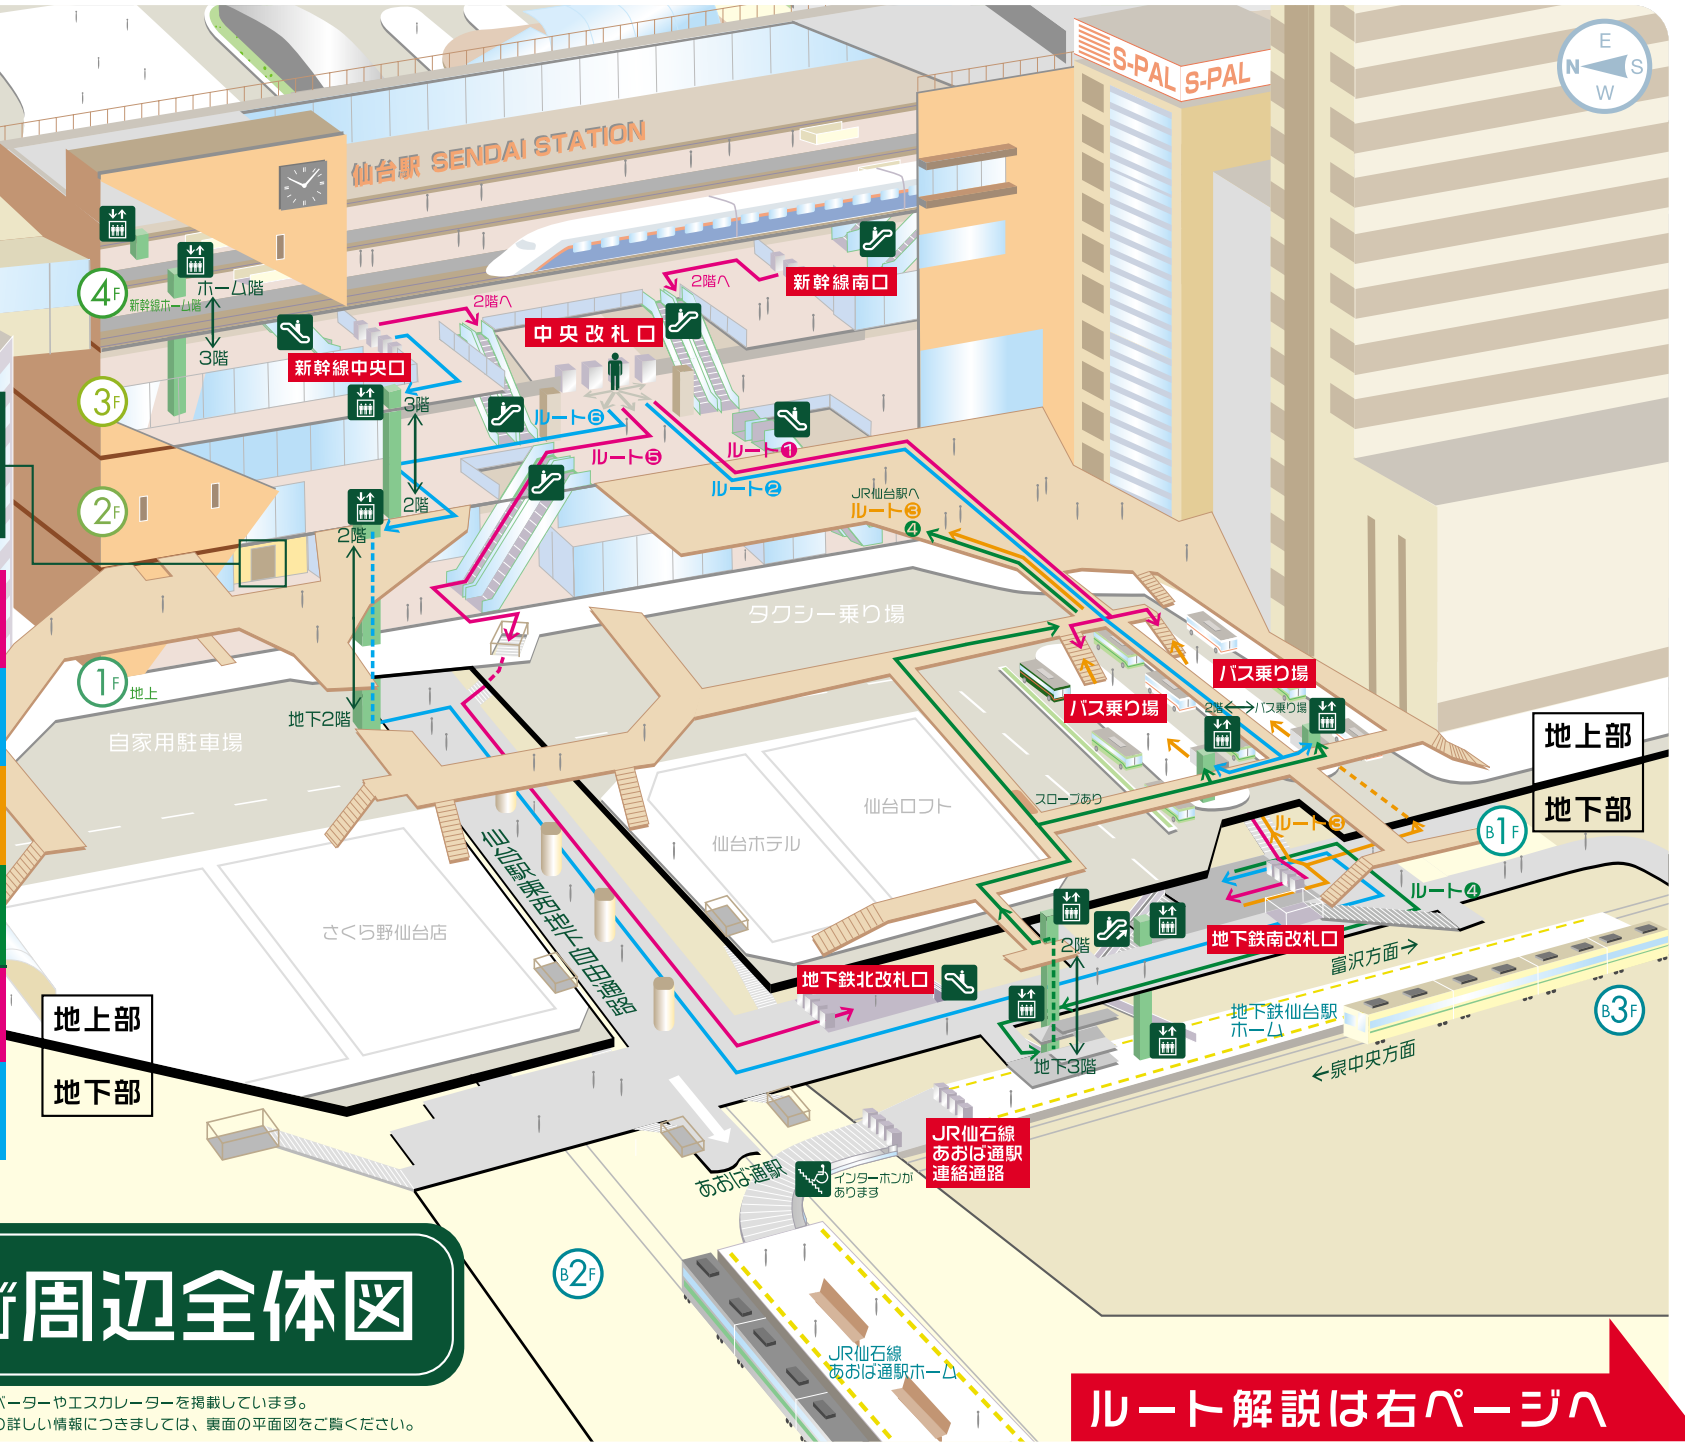 S-PAL
S-PAL
E
N
S
W
仙台駅 SENDAI STATION
4F
新幹線ホーム階
ホーム階
3階
新幹線南口
2階へ
2階へ
中央改札口
新幹線中央口
3F
3階
2階
ルート6
ルート5
ルート1
ルート2
2F
2階
JR仙台駅へ
ルート3
4
タクシー乗り場
1F
地上
地下2階
自家用駐車場
バス乗り場
バス乗り場
2階
バス乗り場
地上部
地下部
スロープあり
仙台ロフト
仙台ホテル
ルート3
B1F
ルート4
さくら野仙台店
仙台駅東西地下自由通路
2階
地下鉄南改札口
富沢方面→
地下鉄北改札口
地下鉄仙台駅
ホーム
B3F
地上部
地下部
地下3階
←泉中央方面
JR仙石線
あおば通駅
連絡通路
あおば通駅
インターホンが
あります
B2F
周辺全体図
JR仙石線
あおば通駅ホーム
ベーターやエスカレーターを掲載しています。
の詳しい情報につきましては、裏面の平面図をご覧ください。
ルート解説は右ページへ